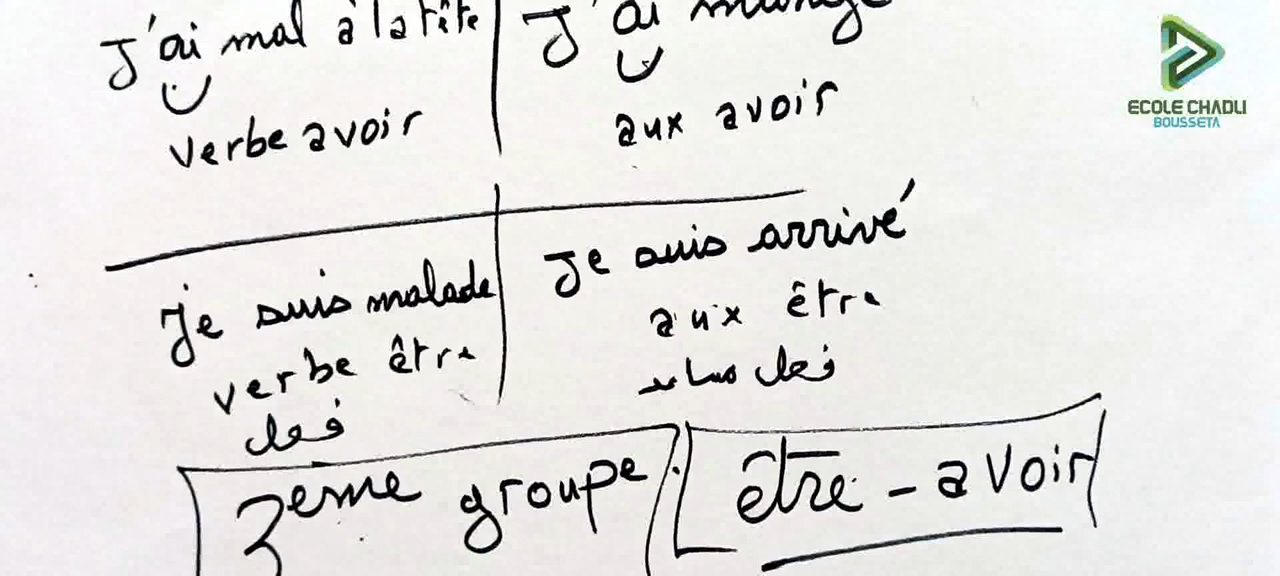 J'ai mal à la tête
J'ai mangé
verbe avoir
aux avoir
je suis malade
verbe être
فعل
Je suis arrivé
aux être
فعل مساعد
3ème groupe
être - avoir
ECOLE CHADLI
BOUSSETA